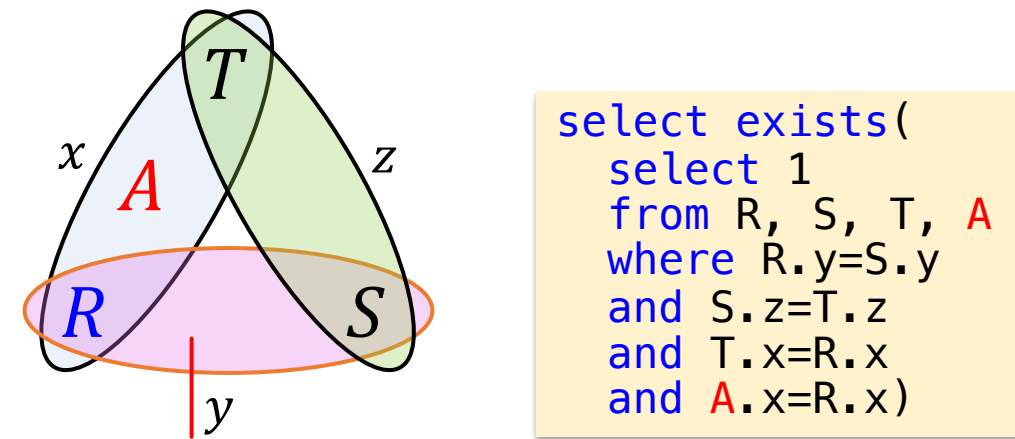 T
x
z
A
R
S
y
select exists(
select 1
from R, S, T, A
where R.y=S.y
and S.z=T.z
and T.x=R.x
and A.x=R.x)